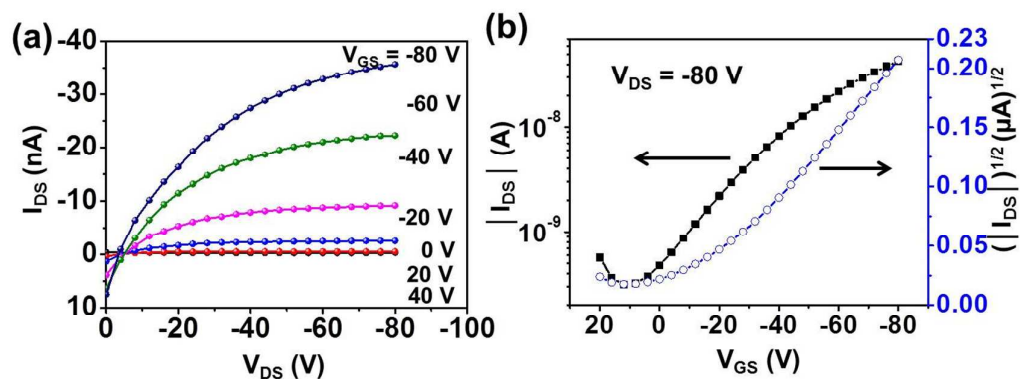 (a)
I_DS (nA)
-40
-30
-20
-10
0
10
V_GS = -80 V
-60 V
-40 V
-20 V
0 V
20 V
40 V
0 -20 -40 -60 -80 -100
V_DS (V)
(b)
| I_DS | (A)
10^-8
10^-9
V_DS = -80 V
0.23
0.20
0.15
0.10
0.05
0.00
(| I_DS |)^1/2 (µA)^1/2
20 0 -20 -40 -60 -80
V_GS (V)